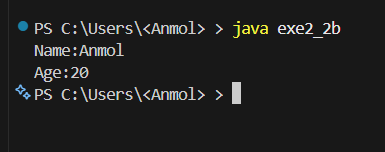 PS C:\Users\<Anmol> > java exe2_2b
Name:Anmol
Age:20
PS C:\Users\<Anmol> >